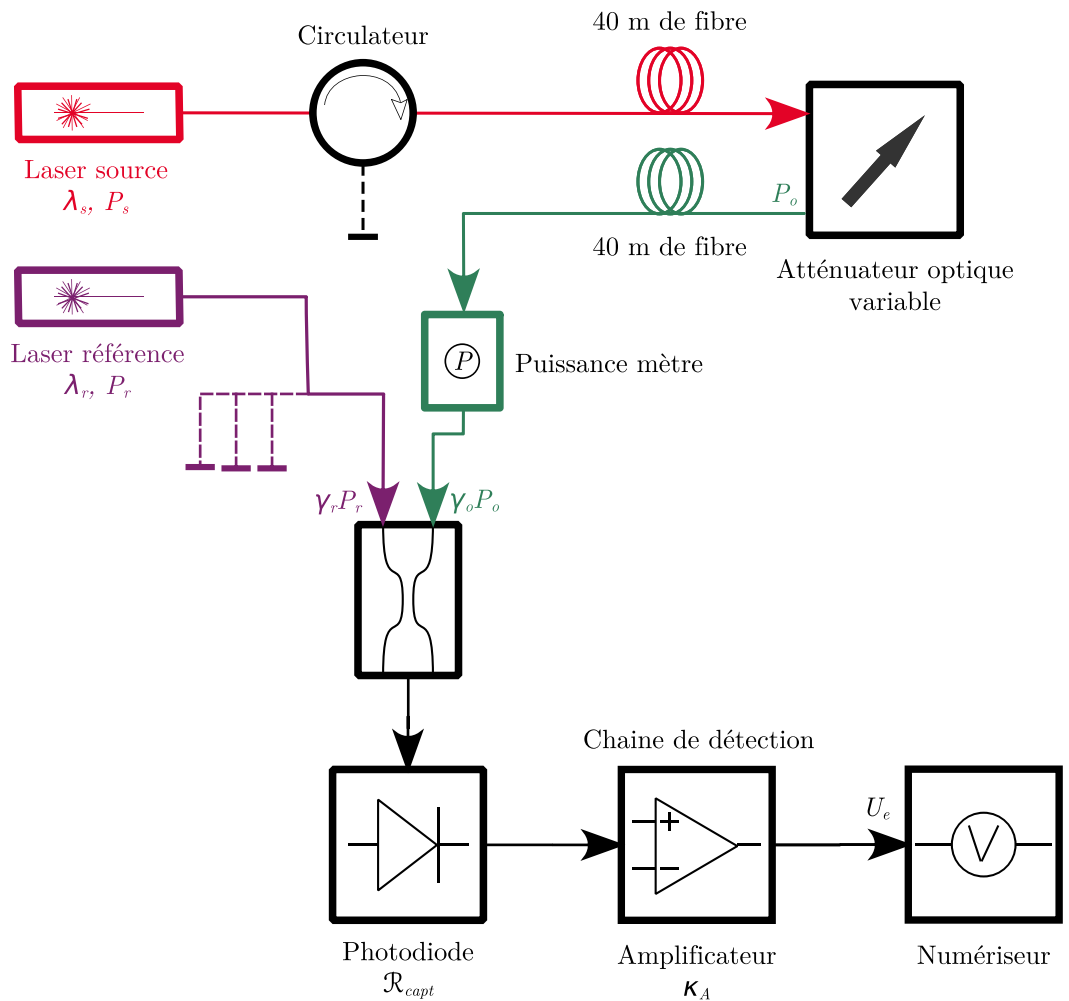 Circulateur
40 m de fibre
Laser source
λs, Ps
Po
40 m de fibre
Atténuateur optique
variable
Laser référence
λr, Pr
P
Puissance mètre
γrPr
γoPo
Chaine de détection
Ue
+
V
Photodiode
ℛcapt
Amplificateur
κA
Numériseur